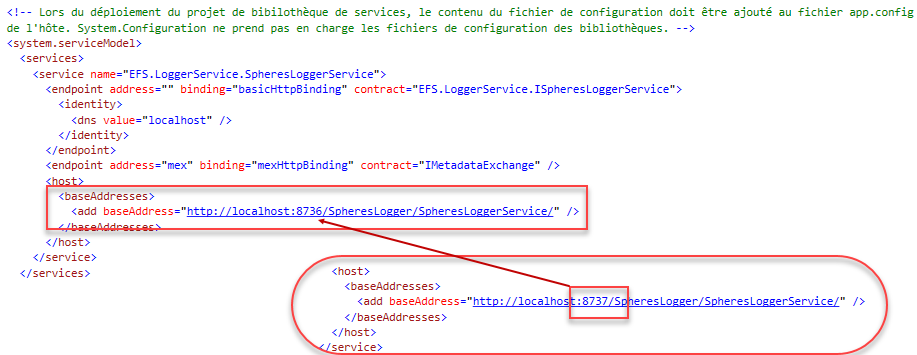 <!-- Lors du déploiement du projet de bibilothèque de services, le contenu du fichier de configuration doit être ajouté au fichier app.config
de l'hôte. System.Configuration ne prend pas en charge les fichiers de configuration des bibliothèques. -->
<system.serviceModel>
<services>
<service name="EFS.LoggerService.SpheresLoggerService">
<endpoint address="" binding="basicHttpBinding" contract="EFS.LoggerService.ISpheresLoggerService">
<identity>
<dns value="localhost" />
</identity>
</endpoint>
<endpoint address="mex" binding="mexHttpBinding" contract="IMetadataExchange" />
<host>
<baseAddresses>
<add baseAddress="http://localhost:8736/SpheresLogger/SpheresLoggerService/" />
</baseAddresses>
</host>
</service>
</services>
<host>
<baseAddresses>
<add baseAddress="http://localhost:8737/SpheresLogger/SpheresLoggerService/" />
</baseAddresses>
</host>
</service>